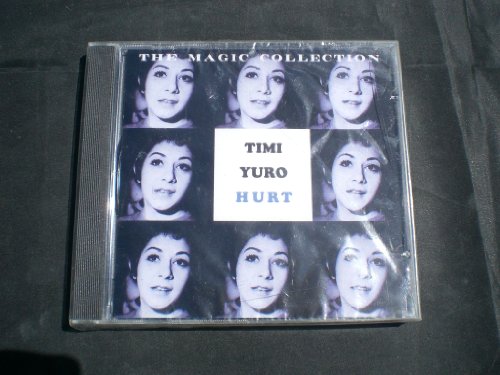 THE MAGIC COLLECTION
TIMI
YURO
HURT